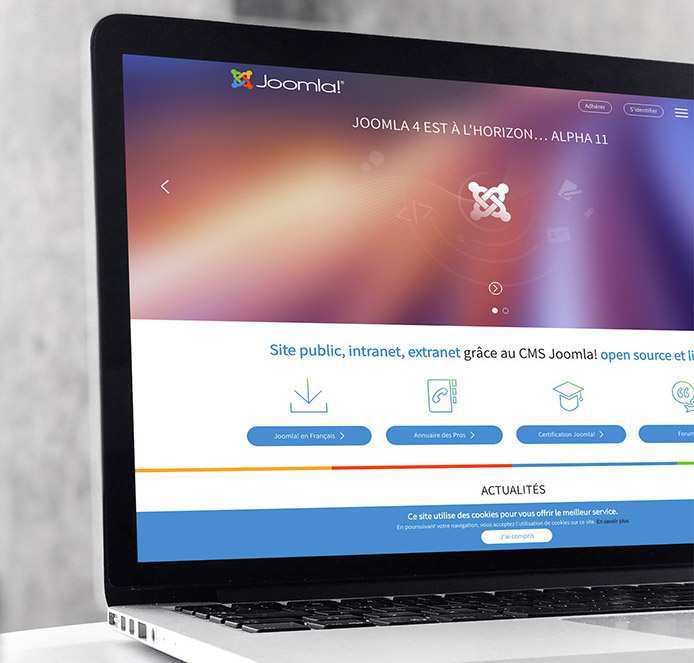 Joomla!®
Adhérer
S'identifier
JOOMLA 4 EST À L'HORIZON... ALPHA 11
Site public, intranet, extranet grâce au CMS Joomla! open source et li
Joomla! en Français
Annuaire des Pros
Certification Joomla!
Forum
ACTUALITÉS
Ce site utilise des cookies pour vous offrir le meilleur service.
En poursuivant votre navigation, vous acceptez l'utilisation de cookies sur ce site. En savoir plus
J'ai compris